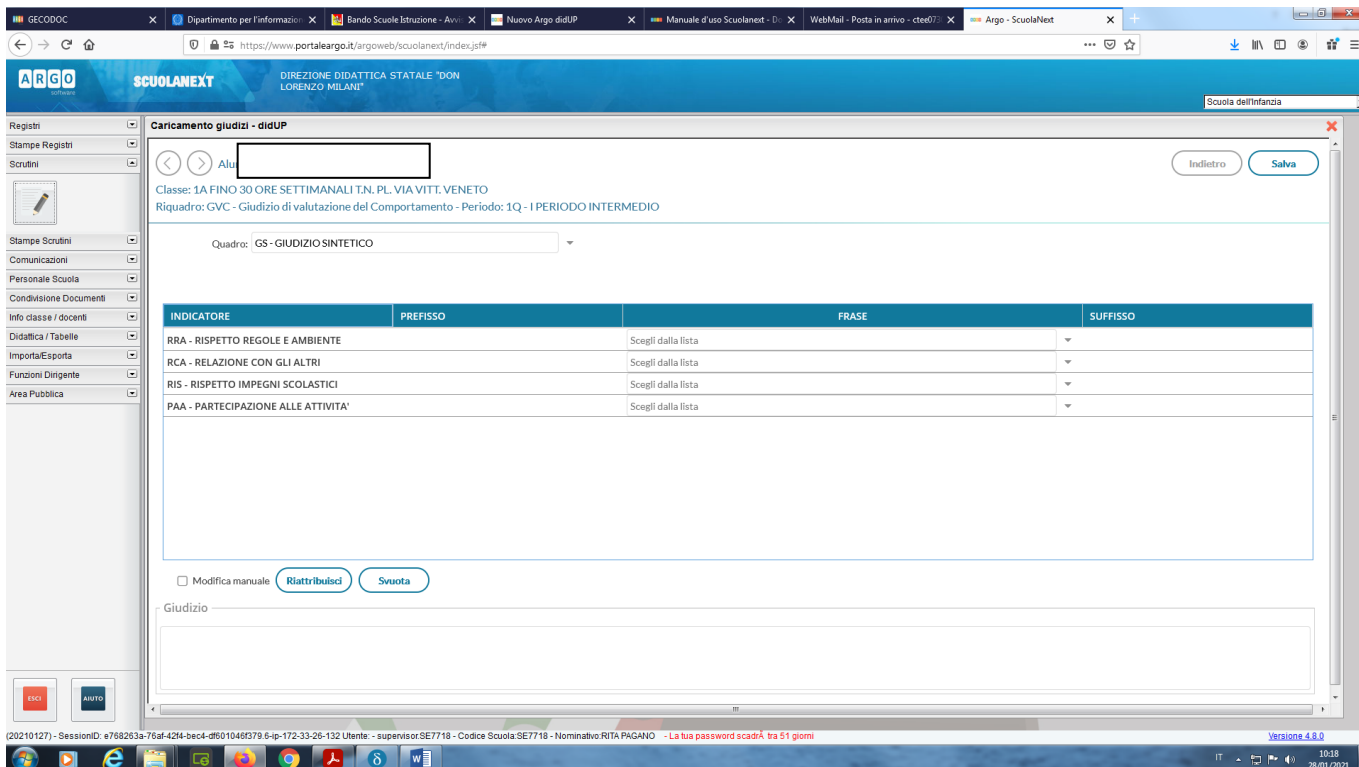 GECODOC
Dipartimento per l'informazion
Bando Scuole Istruzione - Avvis
Nuovo Argo didUP
Manuale d'uso Scuolanext - Do
WebMail - Posta in arrivo - ctee073
Argo - ScuolaNext
https://www.portaleargo.it/argoweb/scuolanext/index.jsf#
ARGO
software
SCUOLANEXT
DIREZIONE DIDATTICA STATALE "DON
LORENZO MILANI"
Scuola dell'Infanzia
Registri
Stampe Registri
Scrutini
Stampe Scrutini
Comunicazioni
Personale Scuola
Condivisione Documenti
Info classe / docenti
Didattica / Tabelle
Importa/Esporta
Funzioni Dirigente
Area Pubblica
ESCI
AIUTO
Caricamento giudizi - didUP
Alu
Indietro
Salva
Classe: 1A FINO 30 ORE SETTIMANALI T.N. PL. VIA VITT. VENETO
Riquadro: GVC - Giudizio di valutazione del Comportamento - Periodo: 1Q - I PERIODO INTERMEDIO
Quadro: GS - GIUDIZIO SINTETICO
INDICATORE PREFISSO FRASE SUFFISSO
RRA - RISPETTO REGOLE E AMBIENTE Scegli dalla lista
RCA - RELAZIONE CON GLI ALTRI Scegli dalla lista
RIS - RISPETTO IMPEGNI SCOLASTICI Scegli dalla lista
PAA - PARTECIPAZIONE ALLE ATTIVITA' Scegli dalla lista
Modifica manuale Riattribuisci Svuota
Giudizio
(20210127) - SessionID: e768263a-76af-42f4-bec4-df601046f379.6-ip-172-33-26-132 Utente: - supervisor.SE7718 - Codice Scuola:SE7718 - Nominativo:RITA PAGANO - La tua password scadrÃ tra 51 giorni
Versione 4.8.0
IT
10:18
28/01/2021